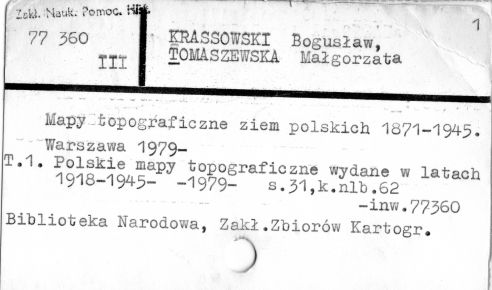 Zakł. Nauk. Pomoc. Hist.
1
77 360
III
KRASSOWSKI Bogusław,
TOMASZEWSKA Małgorzata
Mapy topograficzne ziem polskich 1871-1945.
Warszawa 1979-
T.1. Polskie mapy topograficzne wydane w latach
1918-1945- -1979- s.31,k.nlb.62
-inw.77360
Biblioteka Narodowa, Zakł.Zbiorów Kartogr.